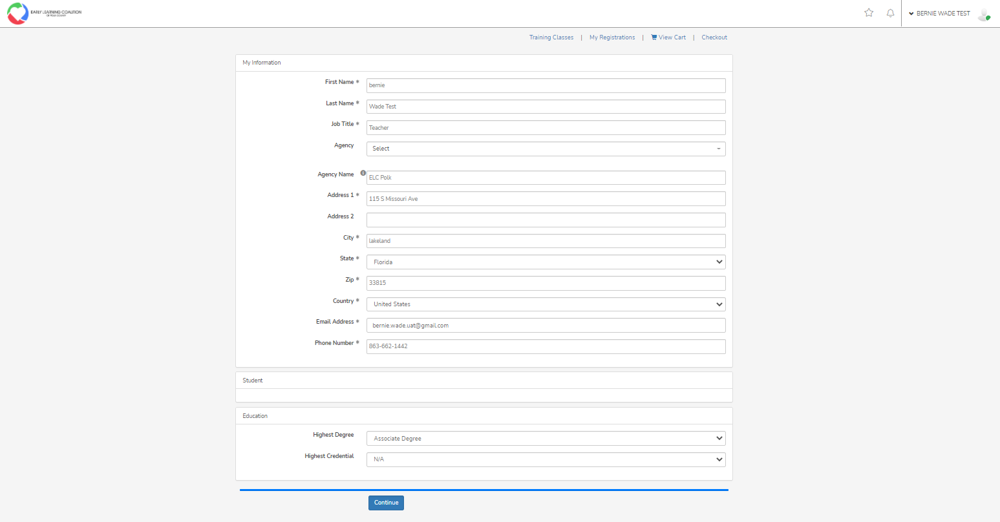 EARLY LEARNING COALITION
OF POLK COUNTY
BERNIE WADE TEST
Training Classes | My Registrations | View Cart | Checkout
My Information
First Name * bernie
Last Name * Wade Test
Job Title * Teacher
Agency Select
Agency Name ELC Polk
Address 1 * 115 S Missouri Ave
Address 2
City * lakeland
State * Florida
Zip * 33815
Country * United States
Email Address * bernie.wade.uat@gmail.com
Phone Number * 863-662-1442
Student
Education
Highest Degree Associate Degree
Highest Credential N/A
Continue